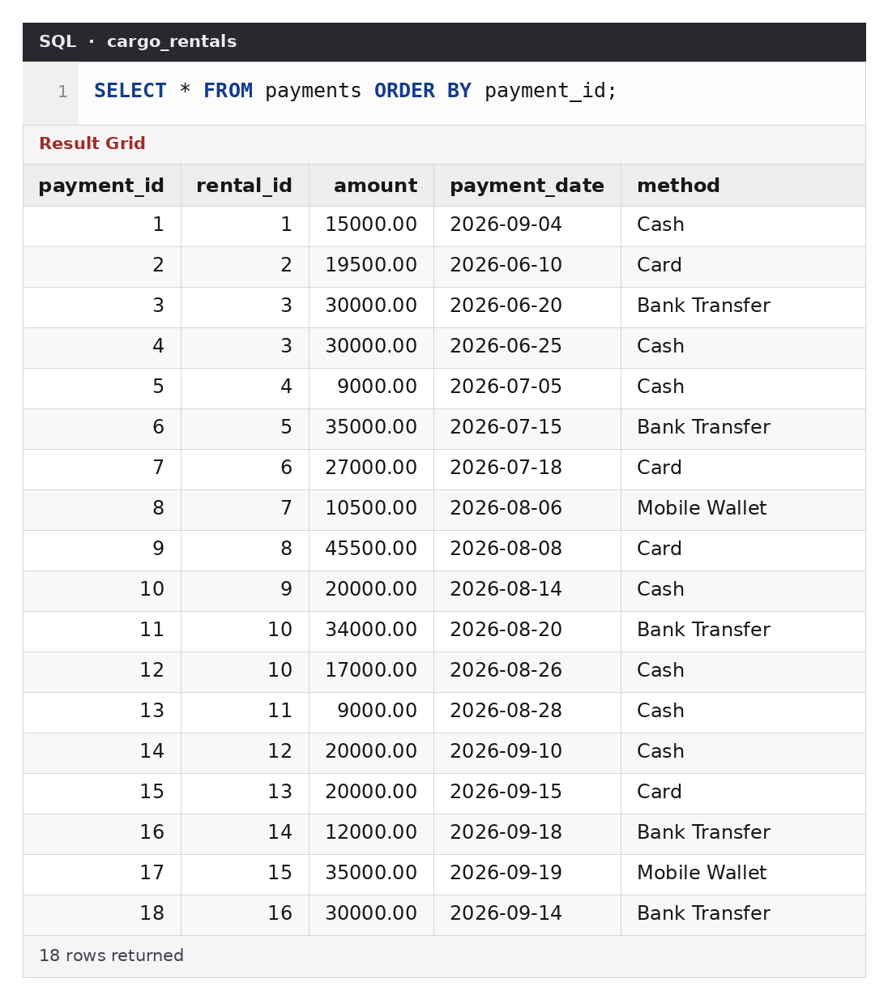 SQL · cargo_rentals
1 SELECT * FROM payments ORDER BY payment_id;
Result Grid
payment_id rental_id amount payment_date method
1 1 15000.00 2026-09-04 Cash
2 2 19500.00 2026-06-10 Card
3 3 30000.00 2026-06-20 Bank Transfer
4 3 30000.00 2026-06-25 Cash
5 4 9000.00 2026-07-05 Cash
6 5 35000.00 2026-07-15 Bank Transfer
7 6 27000.00 2026-07-18 Card
8 7 10500.00 2026-08-06 Mobile Wallet
9 8 45500.00 2026-08-08 Card
10 9 20000.00 2026-08-14 Cash
11 10 34000.00 2026-08-20 Bank Transfer
12 10 17000.00 2026-08-26 Cash
13 11 9000.00 2026-08-28 Cash
14 12 20000.00 2026-09-10 Cash
15 13 20000.00 2026-09-15 Card
16 14 12000.00 2026-09-18 Bank Transfer
17 15 35000.00 2026-09-19 Mobile Wallet
18 16 30000.00 2026-09-14 Bank Transfer
18 rows returned